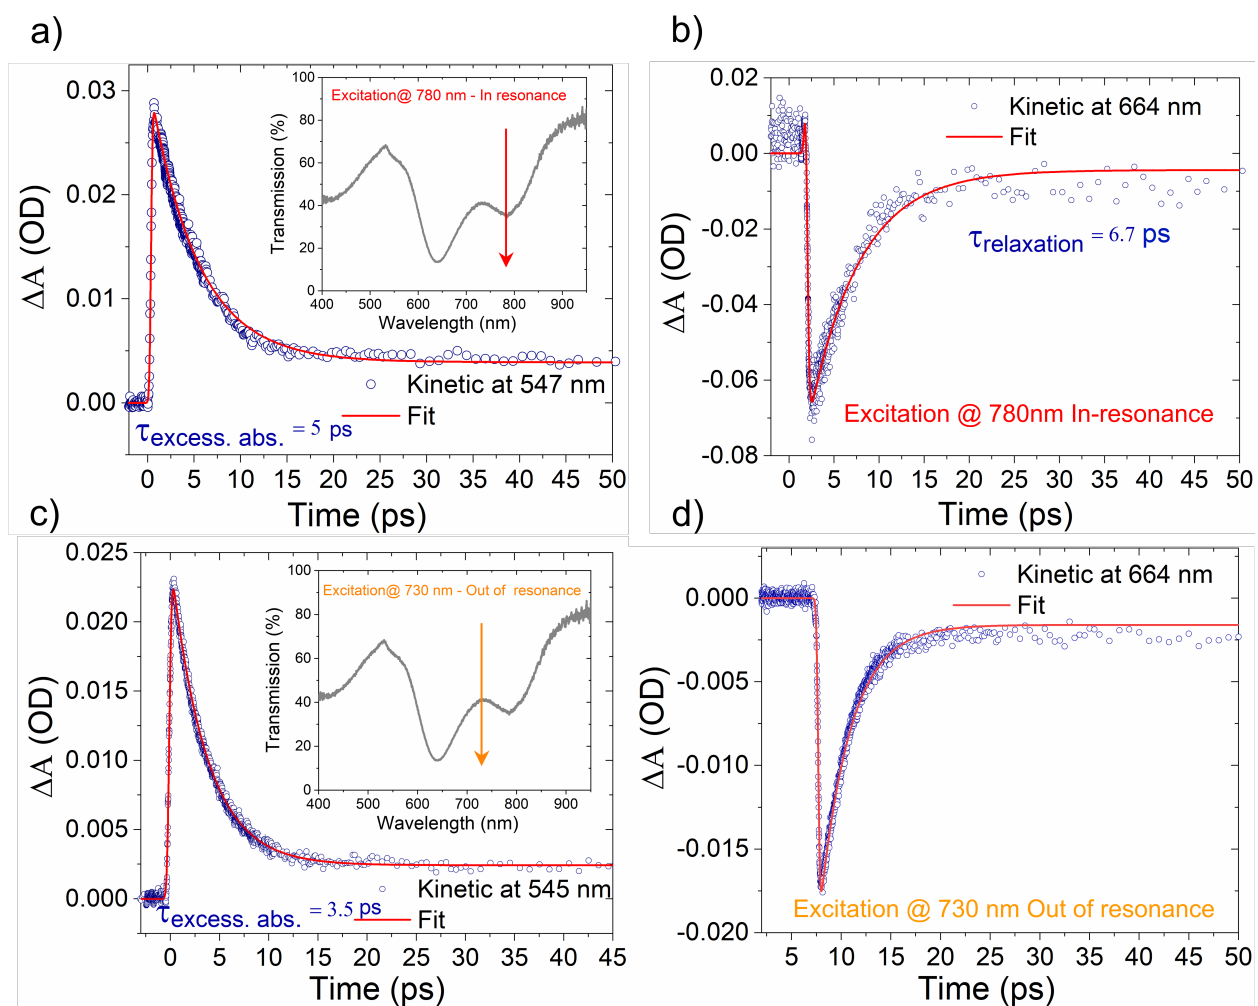 a)
ΔA (OD)
0.03
0.02
0.01
0.00
Transmission (%)
100
80
60
40
20
0
Excitation@ 780 nm - In resonance
400 500 600 700 800 900
Wavelength (nm)
Kinetic at 547 nm
Fit
τexcess. abs. = 5 ps
0 5 10 15 20 25 30 35 40 45 50
Time (ps)
b)
ΔA (OD)
0.02
0.00
-0.02
-0.04
-0.06
-0.08
Kinetic at 664 nm
Fit
τrelaxation = 6.7 ps
Excitation @ 780nm In-resonance
0 5 10 15 20 25 30 35 40 45 50
Time (ps)
c)
ΔA (OD)
0.025
0.020
0.015
0.010
0.005
0.000
Transmission (%)
100
80
60
40
20
0
Excitation@ 730 nm - Out of resonance
400 500 600 700 800 900
Wavelength (nm)
Kinetic at 545 nm
Fit
τexcess. abs. = 3.5 ps
0 5 10 15 20 25 30 35 40 45
Time (ps)
d)
ΔA (OD)
0.000
-0.005
-0.010
-0.015
-0.020
Kinetic at 664 nm
Fit
Excitation @ 730 nm Out of resonance
5 10 15 20 25 30 35 40 45 50
Time (ps)